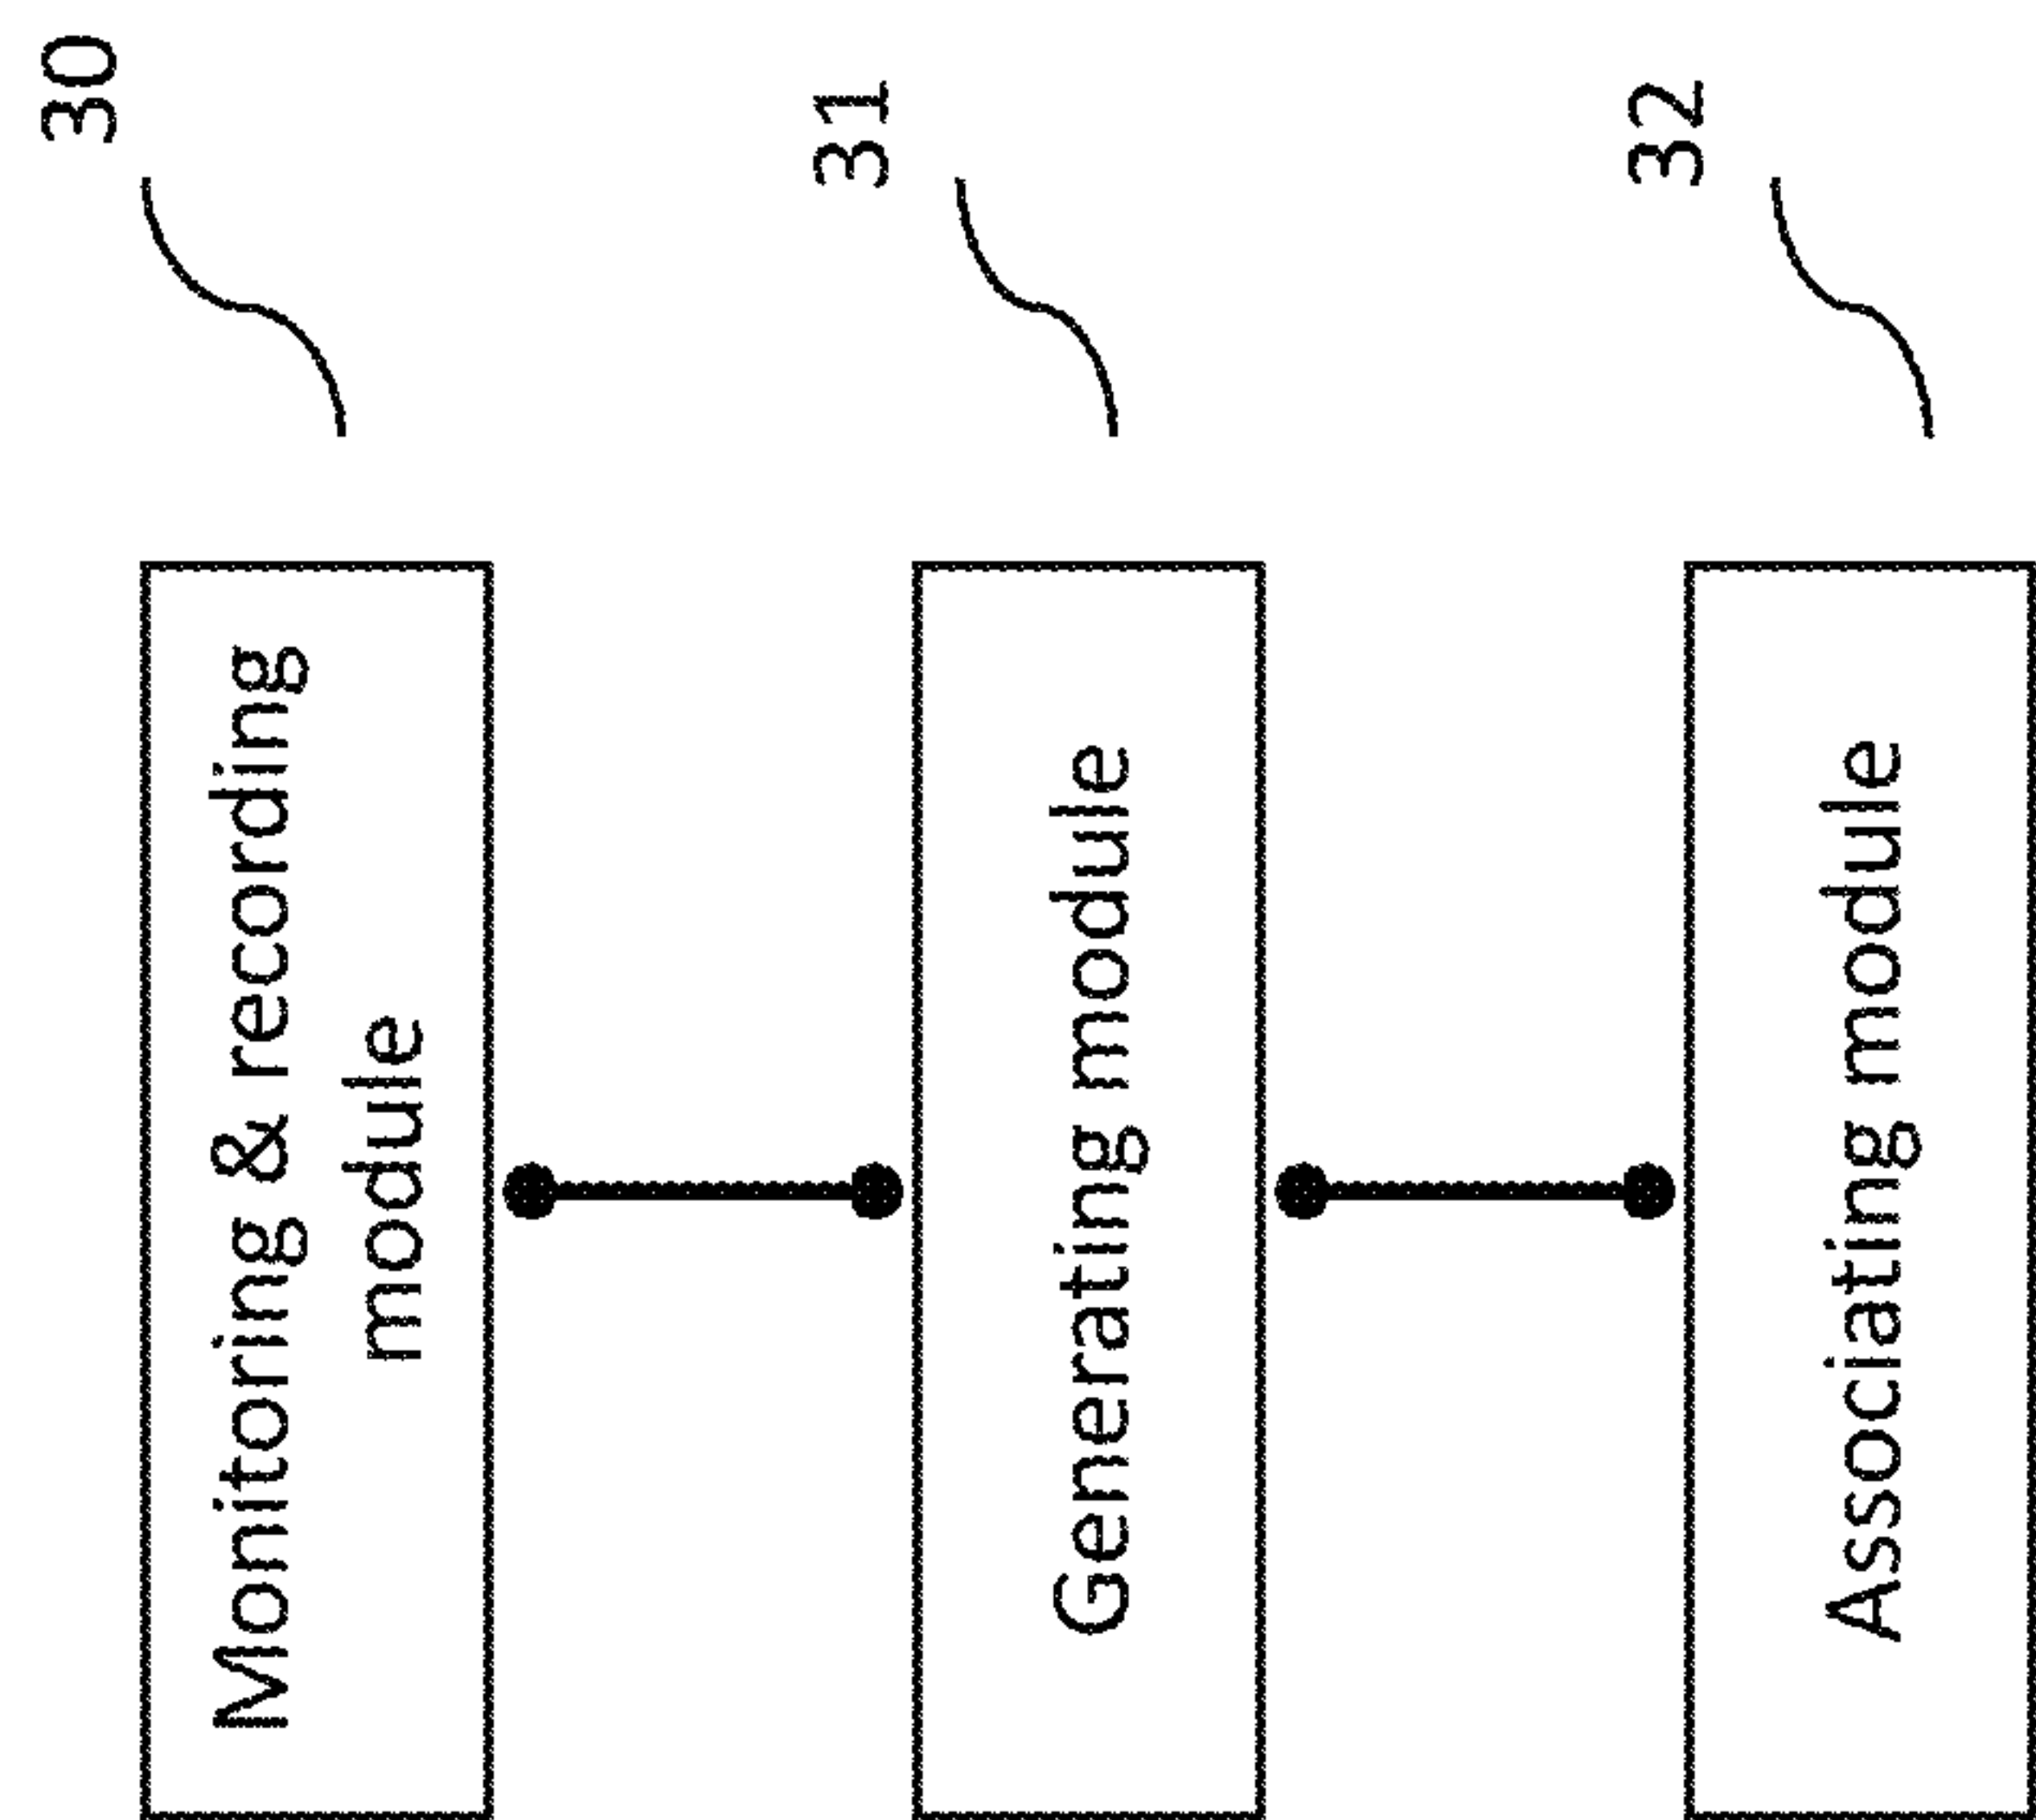 30
Monitoring & recording
module
31
Generating module
32
Associating module